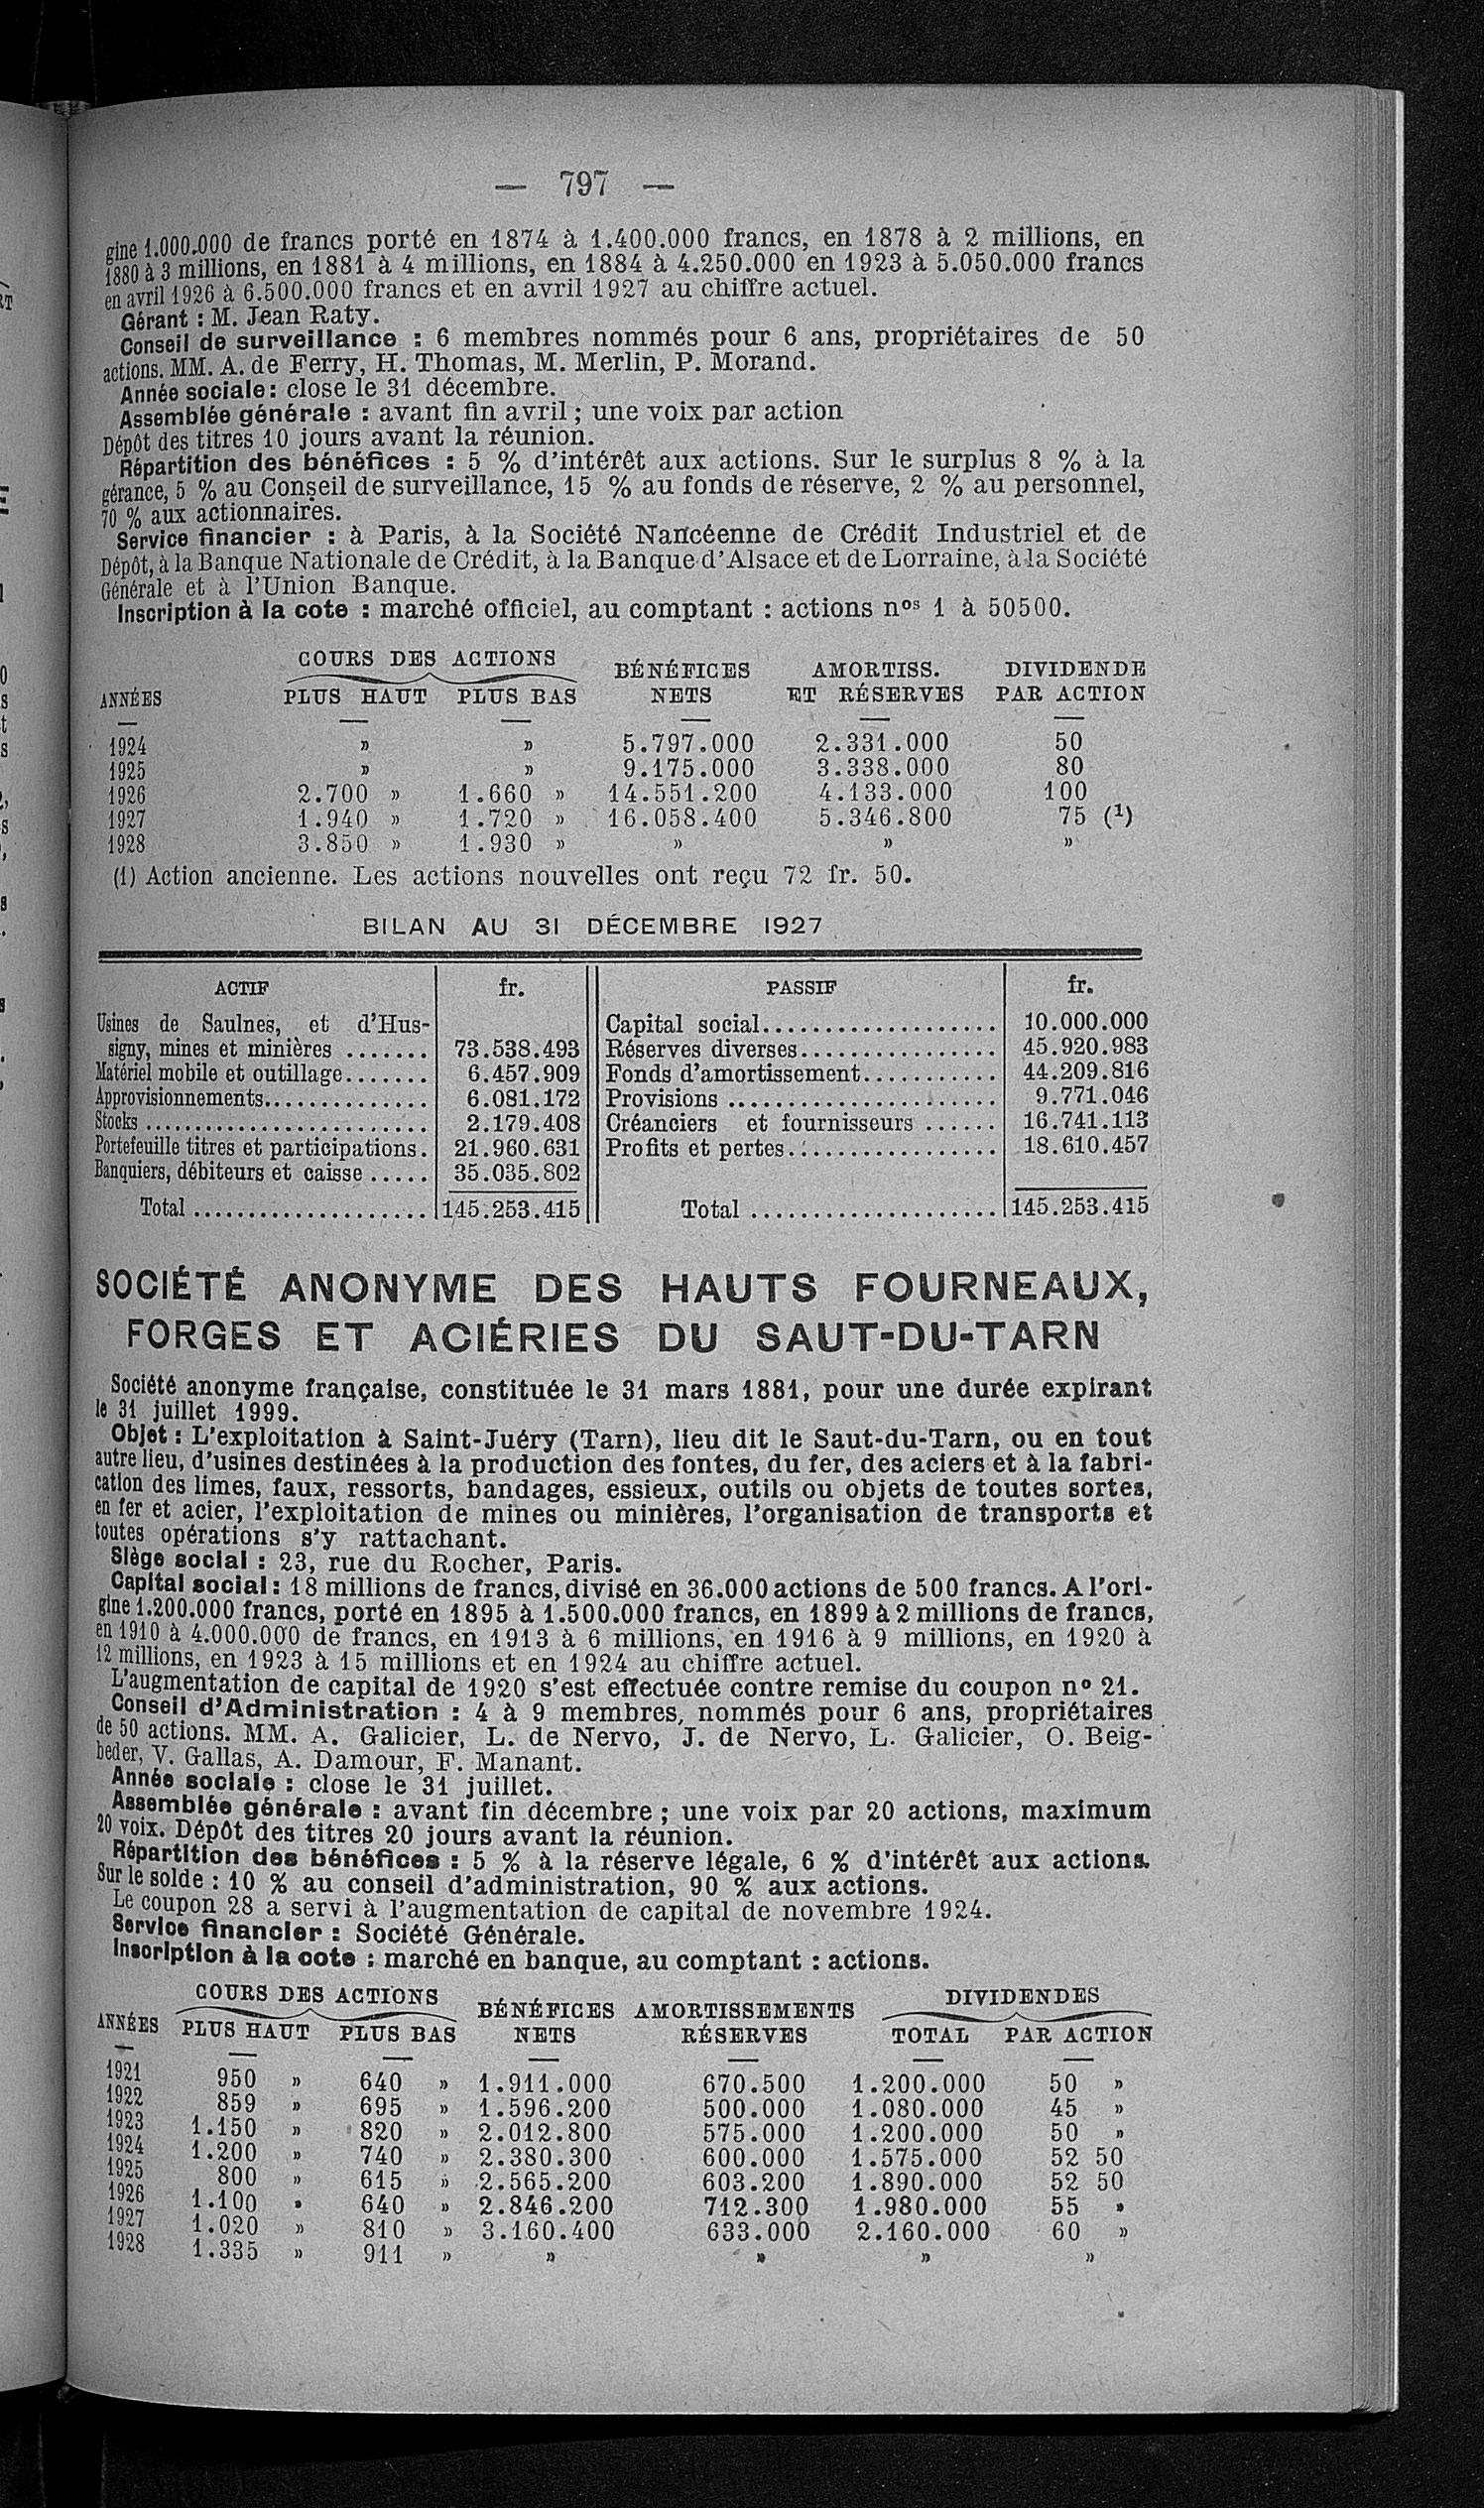 — 797 —
gine 1.000.000 de francs porté en 1874 à 1.400.000 francs, en 1878 à 2 millions, en
1880 à 3 millions, en 1881 à 4 millions, en 1884 à 4.250.000 en 1923 à 5.050.000 francs
en avril 1926 à 6.500.000 francs et en avril 1927 au chiffre actuel.
Gérant : M. Jean Raty.
Conseil de surveillance : 6 membres nommés pour 6 ans, propriétaires de 50
actions. MM. A. de Ferry, H. Thomas, M. Merlin, P. Morand.
Année sociale : close le 31 décembre.
Assemblée générale : avant fin avril ; une voix par action
Dépôt des titres 10 jours avant la réunion.
Répartition des bénéfices : 5 % d'intérêt aux actions. Sur le surplus 8 % à la
gérance, 5 % au Conseil de surveillance, 15 % au fonds de réserve, 2 % au personnel,
70 % aux actionnaires.
Service financier : à Paris, à la Société Nancéenne de Crédit Industriel et de
Dépôt, à la Banque Nationale de Crédit, à la Banque d'Alsace et de Lorraine, à la Société
Générale et à l'Union Banque.
Inscription à la cote : marché officiel, au comptant : actions nos 1 à 50500.
COURS DES ACTIONS BÉNÉFICES AMORTISS. DIVIDENDE
ANNÉES PLUS HAUT PLUS BAS NETS ET RÉSERVES PAR ACTION
1924 » » 5.797.000 2.331.000 50
1925 » » 9.175.000 3.338.000 80
1926 2.700 » 1.660 » 14.551.200 4.133.000 100
1927 1.940 » 1.720 » 16.058.400 5.346.800 75 (1)
1928 3.850 » 1.930 » » » »
(1) Action ancienne. Les actions nouvelles ont reçu 72 fr. 50.
BILAN AU 31 DÉCEMBRE 1927
ACTIF fr. PASSIF fr.
Usines de Saulnes, et d'Hus- Capital social.................... 10.000.000
signy, mines et minières ....... 73.538.493 Réserves diverses................ 45.920.983
Matériel mobile et outillage....... 6.457.909 Fonds d'amortissement........... 44.209.816
Approvisionnements.............. 6.081.172 Provisions ...................... 9.771.046
Stocks ......................... 2.179.408 Créanciers et fournisseurs ...... 16.741.113
Portefeuille titres et participations. 21.960.631 Profits et pertes................. 18.610.457
Banquiers, débiteurs et caisse ..... 35.035.802
Total ..................... 145.253.415 Total .................... 145.253.415
SOCIÉTÉ ANONYME DES HAUTS FOURNEAUX,
FORGES ET ACIÉRIES DU SAUT-DU-TARN
Société anonyme française, constituée le 31 mars 1881, pour une durée expirant
le 31 juillet 1999.
Objet : L'exploitation à Saint-Juéry (Tarn), lieu dit le Saut-du-Tarn, ou en tout
autre lieu, d'usines destinées à la production des fontes, du fer, des aciers et à la fabri-
cation des limes, faux, ressorts, bandages, essieux, outils ou objets de toutes sortes,
en fer et acier, l'exploitation de mines ou minières, l'organisation de transports et
toutes opérations s'y rattachant.
Siège social : 23, rue du Rocher, Paris.
Capital social : 18 millions de francs, divisé en 36.000 actions de 500 francs. A l'ori-
gine 1.200.000 francs, porté en 1895 à 1.500.000 francs, en 1899 à 2 millions de francs,
en 1910 à 4.000.000 de francs, en 1913 à 6 millions, en 1916 à 9 millions, en 1920 à
12 millions, en 1923 à 15 millions et en 1924 au chiffre actuel.
L'augmentation de capital de 1920 s'est effectuée contre remise du coupon no 21.
Conseil d'Administration : 4 à 9 membres, nommés pour 6 ans, propriétaires
de 50 actions. MM. A. Galicier, L. de Nervo, J. de Nervo, L. Galicier, O. Beig-
beder, V. Gallas, A. Damour, F. Manant.
Année sociale : close le 31 juillet.
Assemblée générale : avant fin décembre ; une voix par 20 actions, maximum
20 voix. Dépôt des titres 20 jours avant la réunion.
Répartition des bénéfices : 5 % à la réserve légale, 6 % d'intérêt aux actions.
Sur le solde : 10 % au conseil d'administration, 90 % aux actions.
Le coupon 28 a servi à l'augmentation de capital de novembre 1924.
Service financier : Société Générale.
Inscription à la cote : marché en banque, au comptant : actions.
COURS DES ACTIONS BÉNÉFICES AMORTISSEMENTS DIVIDENDES
ANNÉES PLUS HAUT PLUS BAS NETS RÉSERVES TOTAL PAR ACTION
1921 950 » 640 » 1.911.000 670.500 1.200.000 50 »
1922 859 » 695 » 1.596.200 500.000 1.080.000 45 »
1923 1.150 » 820 » 2.012.800 575.000 1.200.000 50 »
1924 1.200 » 740 » 2.380.300 600.000 1.575.000 52 50
1925 800 » 615 » 2.565.200 603.200 1.890.000 52 50
1926 1.100 » 640 » 2.846.200 712.300 1.980.000 55 »
1927 1.020 » 810 » 3.160.400 633.000 2.160.000 60 »
1928 1.335 » 911 » » » » »